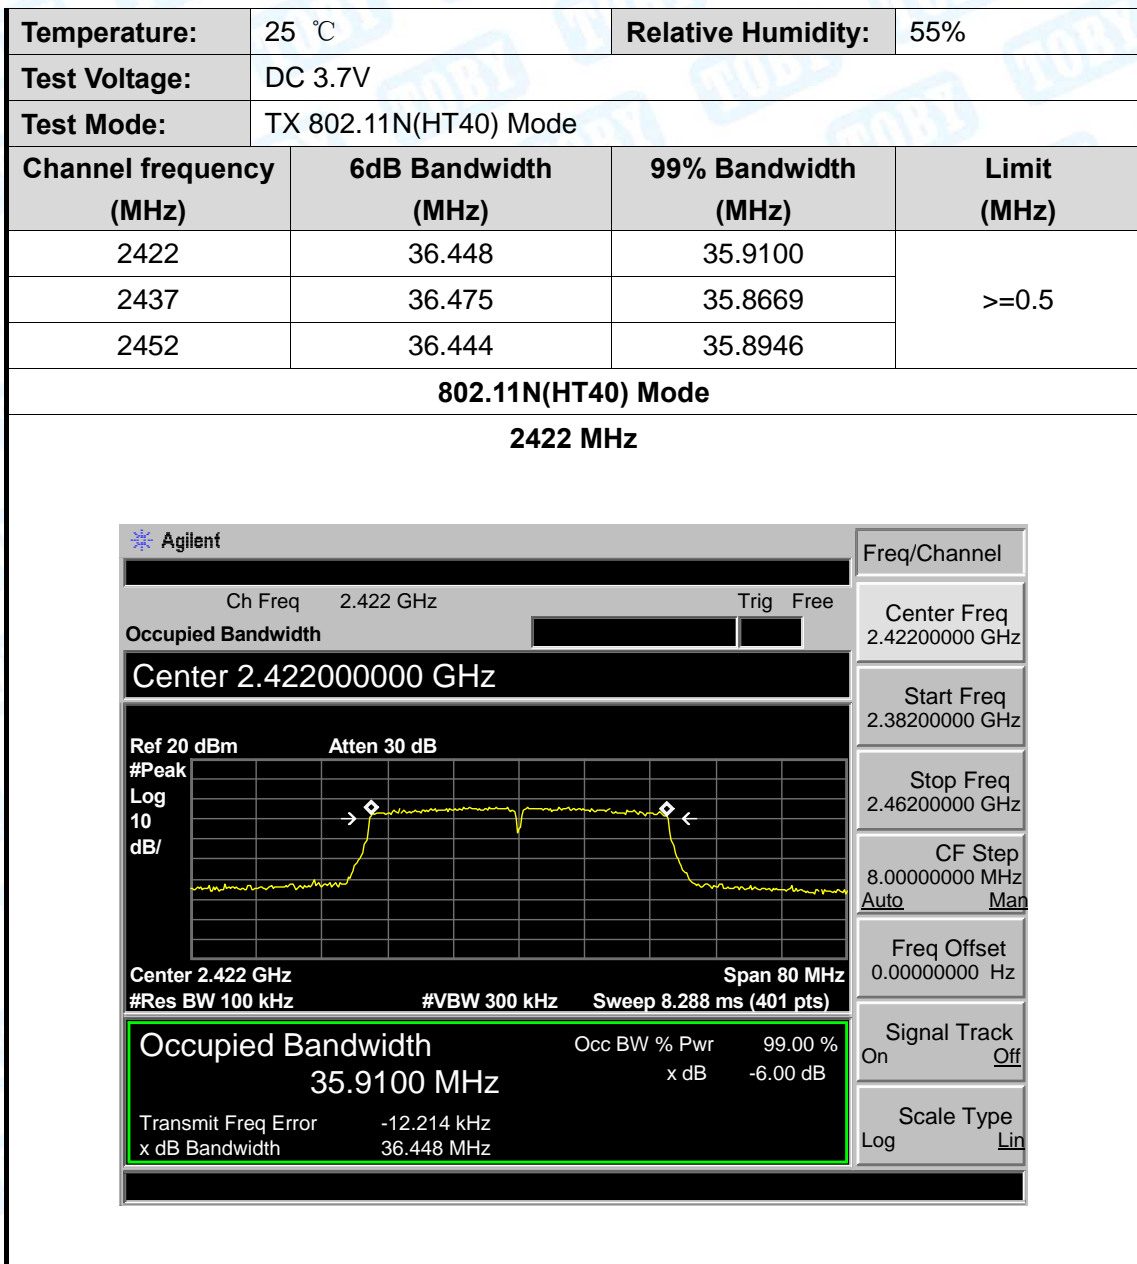 Temperature: 25 ℃ Relative Humidity: 55%
Test Voltage: DC 3.7V
Test Mode: TX 802.11N(HT40) Mode
Channel frequency 6dB Bandwidth 99% Bandwidth Limit
(MHz) (MHz) (MHz) (MHz)
2422 36.448 35.9100
2437 36.475 35.8669 >=0.5
2452 36.444 35.8946
802.11N(HT40) Mode
2422 MHz
Agilent
Freq/Channel
Ch Freq 2.422 GHz Trig Free
Occupied Bandwidth
Center 2.422000000 GHz
Ref 20 dBm Atten 30 dB
#Peak
Log
10
dB/
Center 2.422 GHz Span 80 MHz
#Res BW 100 kHz #VBW 300 kHz Sweep 8.288 ms (401 pts)
Occupied Bandwidth Occ BW % Pwr 99.00 %
35.9100 MHz x dB -6.00 dB
Transmit Freq Error -12.214 kHz
x dB Bandwidth 36.448 MHz
Center Freq
2.42200000 GHz
Start Freq
2.38200000 GHz
Stop Freq
2.46200000 GHz
CF Step
8.00000000 MHz
Auto Man
Freq Offset
0.00000000 Hz
Signal Track
On Off
Scale Type
Log Lin
TOBY
TOBY
TOBY
TOBY
TOBY